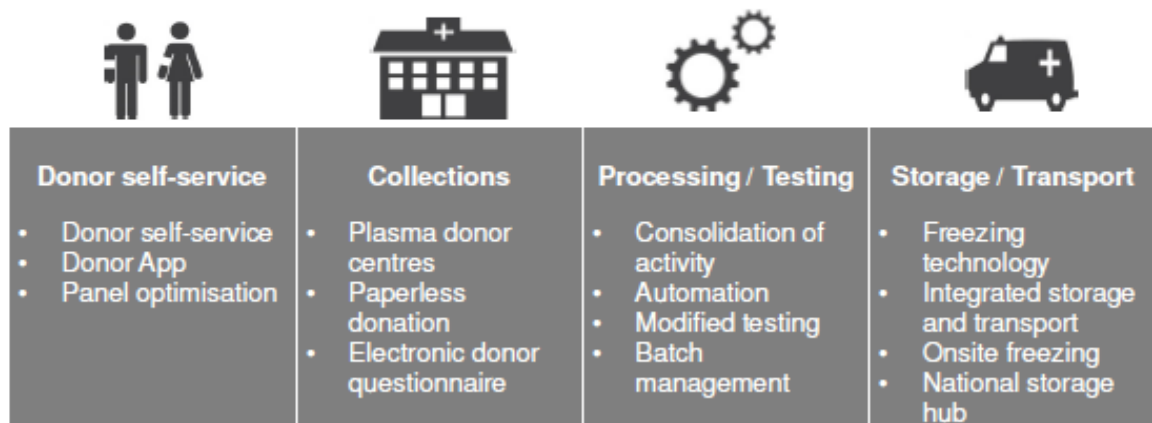 Donor self-service
• Donor self-service
• Donor App
• Panel optimisation
Collections
• Plasma donor
centres
• Paperless
donation
• Electronic donor
questionnaire
Processing / Testing
• Consolidation of
activity
• Automation
• Modified testing
• Batch
management
Storage / Transport
• Freezing
technology
• Integrated storage
and transport
• Onsite freezing
• National storage
hub